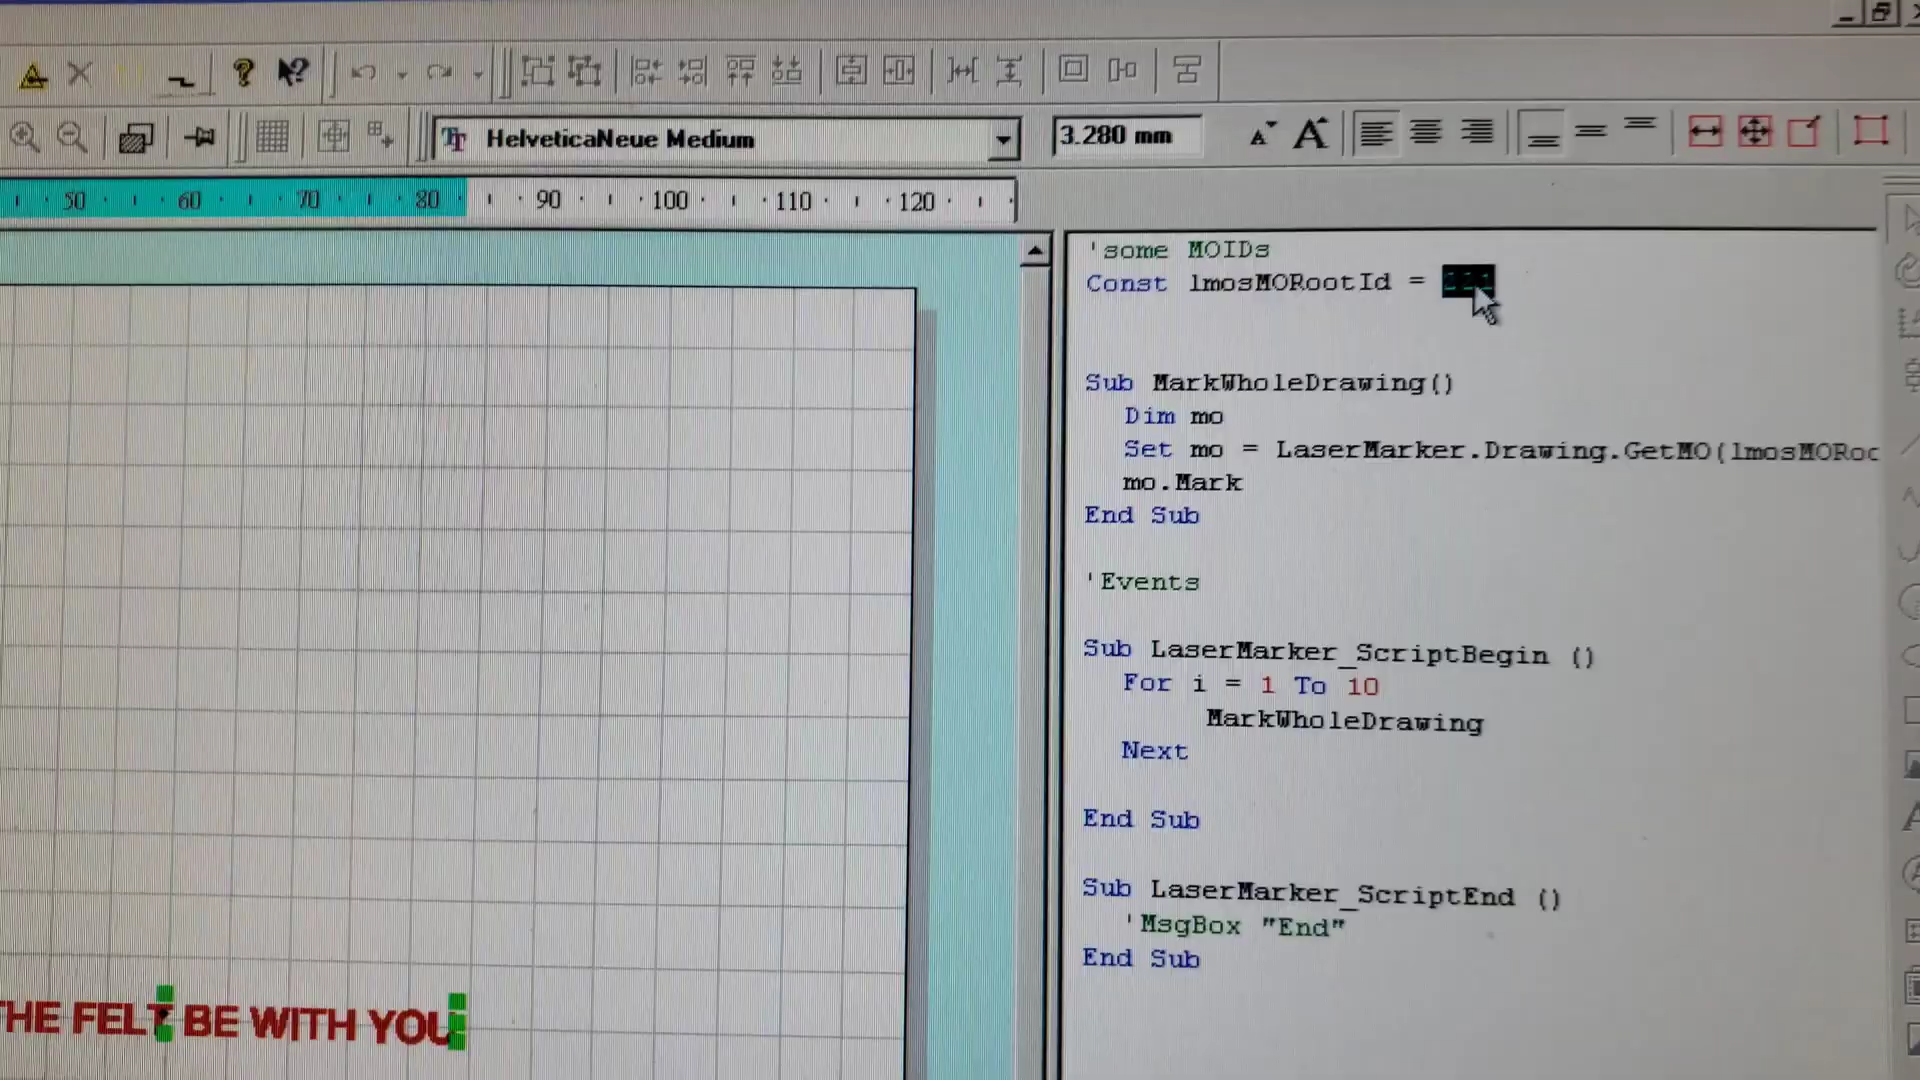 HelveticaNeue Medium
3.280 mm
50 60 70 80 90 100 110 120
'some MOIDs
Const lmosMORootId =
Sub MarkWholeDrawing()
Dim mo
Set mo = LaserMarker.Drawing.GetMO(lmosMORoc
mo.Mark
End Sub
'Events
Sub LaserMarker_ScriptBegin ()
For i = 1 To 10
MarkWholeDrawing
Next
End Sub
Sub LaserMarker_ScriptEnd ()
'MsgBox "End"
End Sub
THE FELT BE WITH YOU